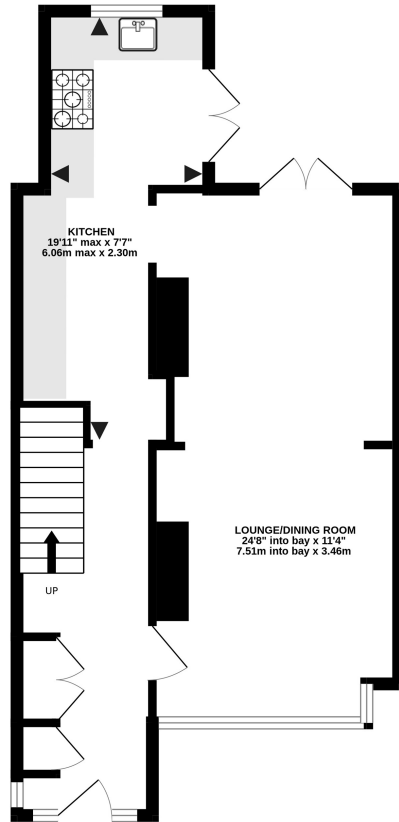 KITCHEN
19'11" max x 7'7"
6.06m max x 2.30m
LOUNGE/DINING ROOM
24'8" into bay x 11'4"
7.51m into bay x 3.46m
UP